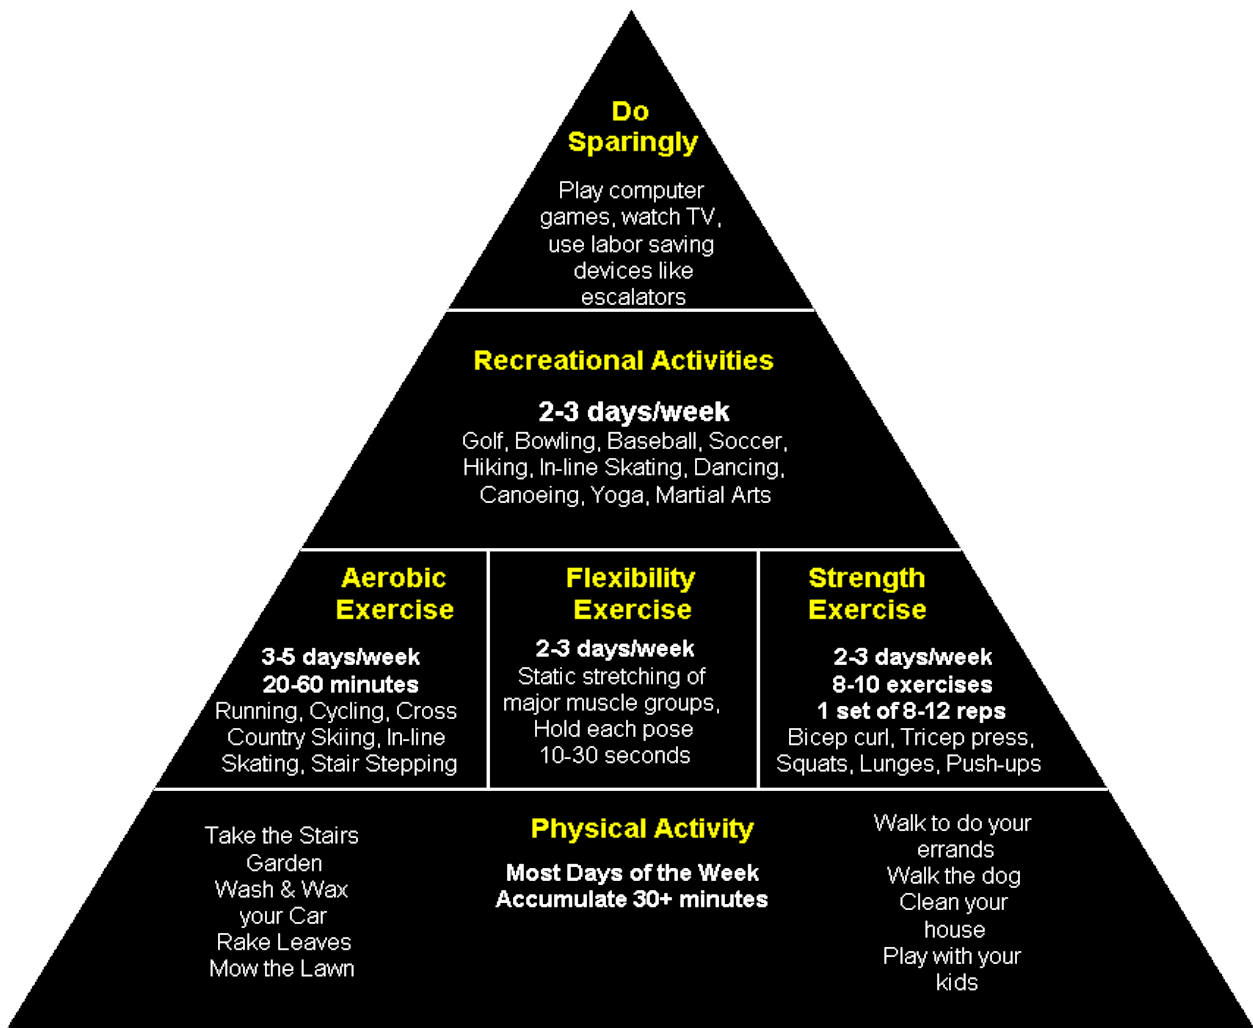 Do
Sparingly
Play computer
games, watch TV,
use labor saving
devices like
escalators
Recreational Activities
2-3 days/week
Golf, Bowling, Baseball, Soccer,
Hiking, In-line Skating, Dancing,
Canoeing, Yoga, Martial Arts
Aerobic
Exercise
3-5 days/week
20-60 minutes
Running, Cycling, Cross
Country Skiing, In-line
Skating, Stair Stepping
Flexibility
Exercise
2-3 days/week
Static stretching of
major muscle groups,
Hold each pose
10-30 seconds
Strength
Exercise
2-3 days/week
8-10 exercises
1 set of 8-12 reps
Bicep curl, Tricep press,
Squats, Lunges, Push-ups
Take the Stairs
Garden
Wash & Wax
your Car
Rake Leaves
Mow the Lawn
Physical Activity
Most Days of the Week
Accumulate 30+ minutes
Walk to do your
errands
Walk the dog
Clean your
house
Play with your
kids